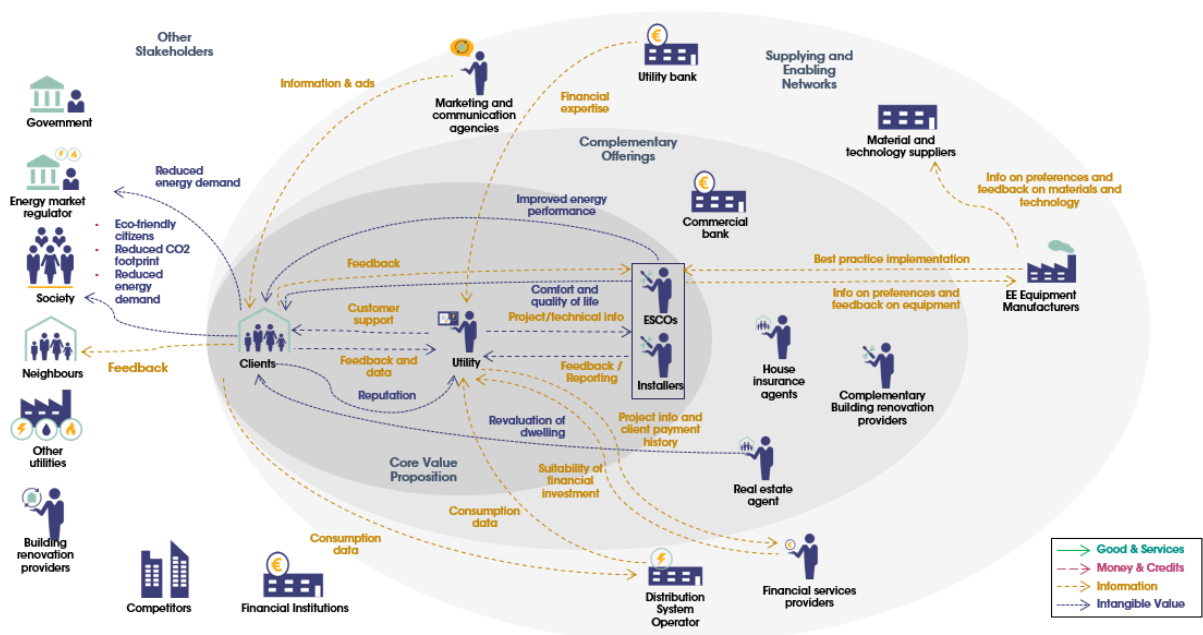 Other
Stakeholders
Government
Energy market
regulator
Society
Neighbours
Other
utilities
Building
renovation
providers
Competitors
Financial Institutions
Reduced
energy demand
- Eco-friendly
citizens
- Reduced CO2
footprint
- Reduced
energy
demand
Feedback
Information & ads
Marketing and
communication
agencies
Utility bank
Financial
expertise
Supplying and
Enabling
Networks
Complementary
Offerings
Material and
technology suppliers
Info on preferences and
feedback on materials and
technology
Commercial
bank
Improved energy
performance
Feedback
Best practice implementation
Info on preferences and
feedback on equipment
EE Equipment
Manufacturers
Comfort and
quality of life
Project/technical info
ESCOs
Installers
Customer
support
Clients
Utility
Feedback and
data
Feedback /
Reporting
Reputation
House
insurance
agents
Complementary
Building renovation
providers
Revaluation of
dwelling
Project info and
client payment
history
Core Value
Proposition
Suitability of
financial
investment
Real estate
agent
Consumption
data
Consumption
data
Distribution
System
Operator
Financial services
providers
Good & Services
Money & Credits
Information
Intangible Value